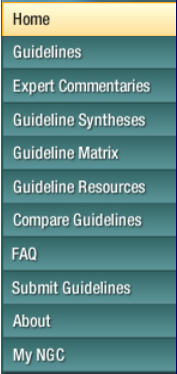 Home
Guidelines
Expert Commentaries
Guideline Syntheses
Guideline Matrix
Guideline Resources
Compare Guidelines
FAQ
Submit Guidelines
About
My NGC